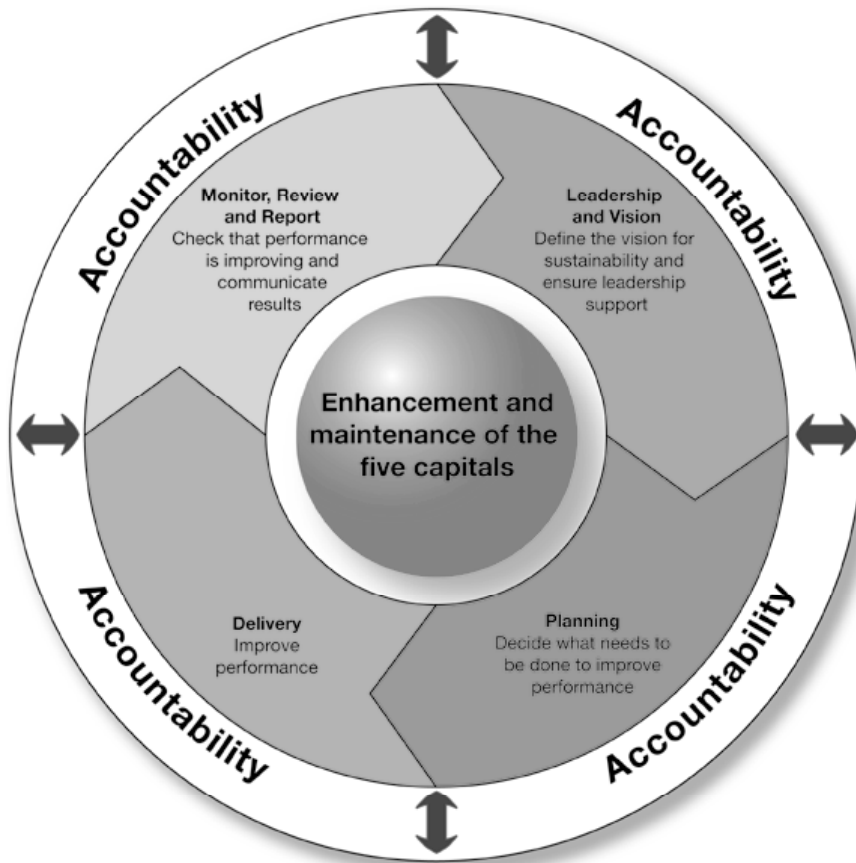 Accountability
Accountability
Monitor, Review
and Report
Check that performance
is improving and
communicate
results
Leadership
and Vision
Define the vision for
sustainability and
ensure leadership
support
Enhancement and
maintenance of the
five capitals
Delivery
Improve
performance
Planning
Decide what needs to
be done to improve
performance
Accountability
Accountability